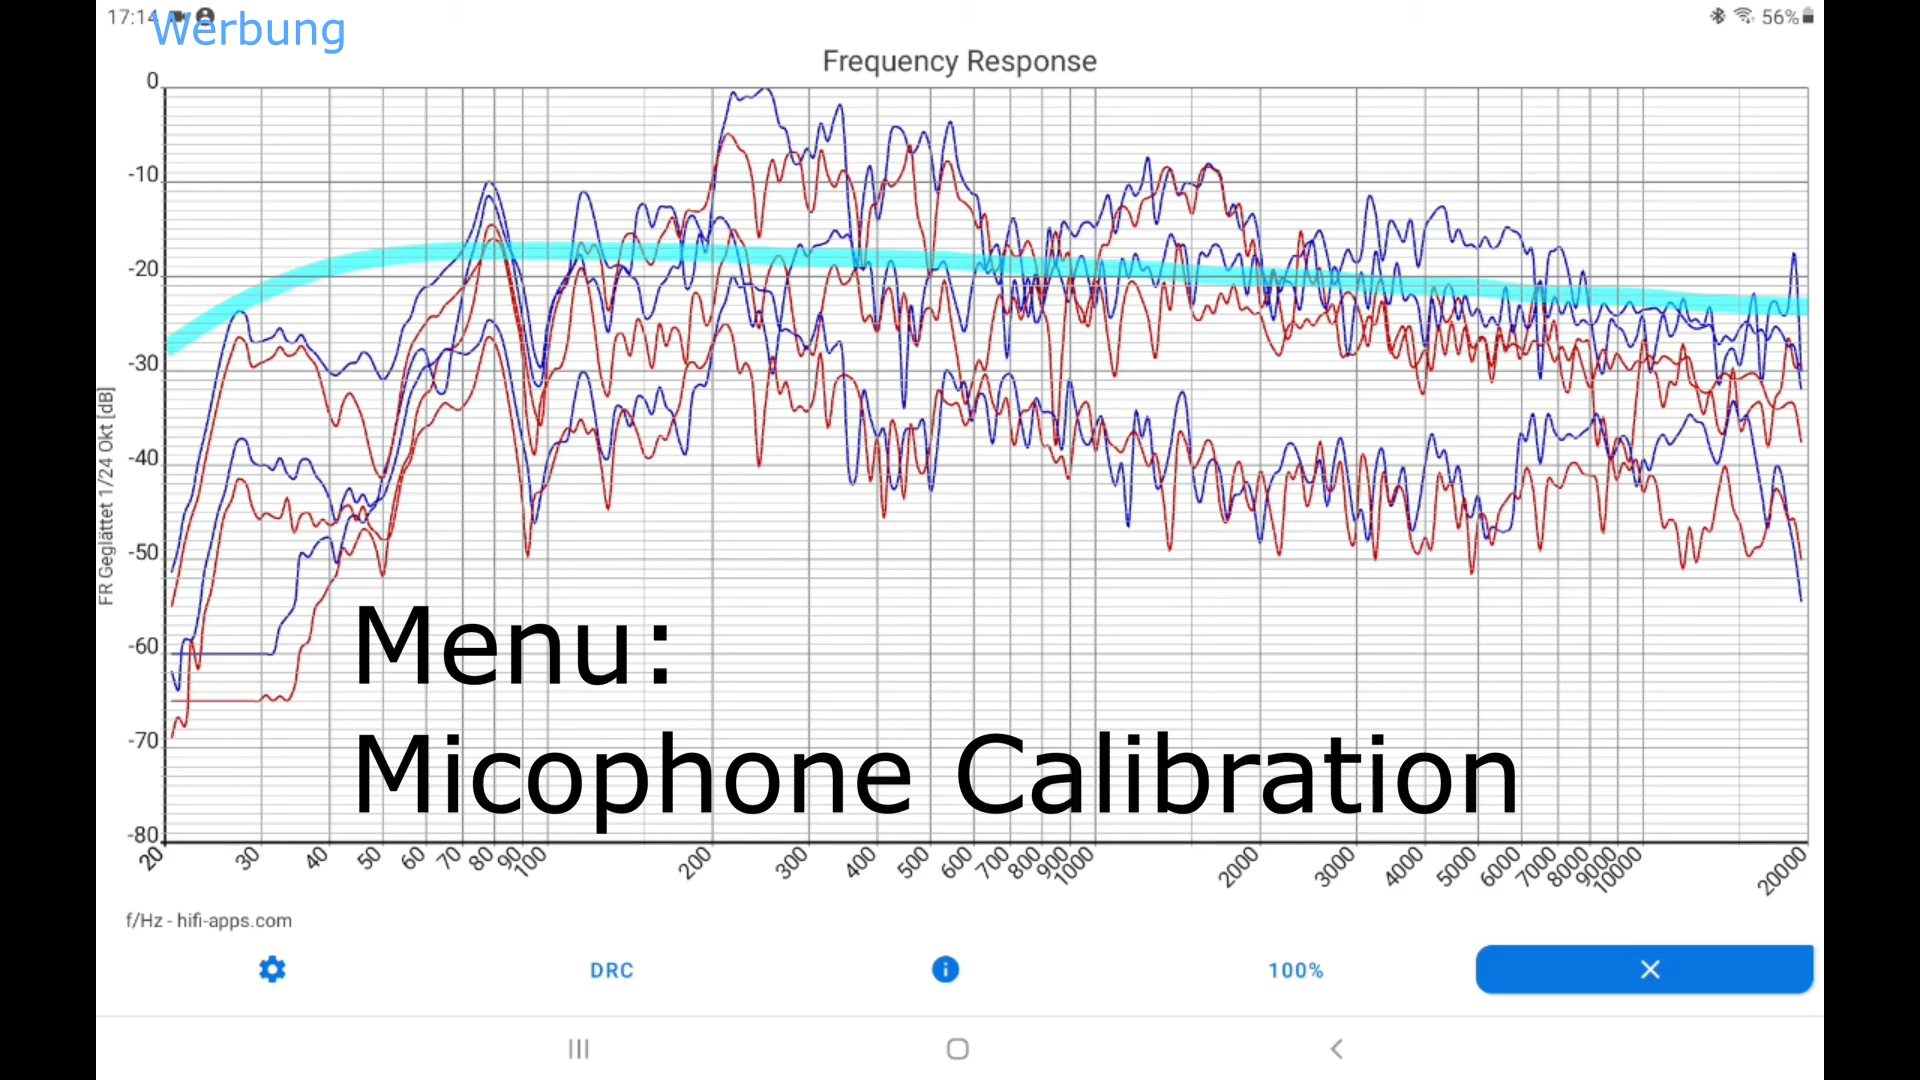 17:14
Werbung
56%
Frequency Response
0
-10
-20
-30
-40
-50
-60
-70
-80
FR Geglättet 1/24 Okt [dB]
Menu:
Micophone Calibration
20 30 40 50 60 70 80 90 100 200 300 400 500 600 700 800 900 1000 2000 3000 4000 5000 6000 7000 8000 9000 10000 20000
f/Hz - hifi-apps.com
DRC 100%